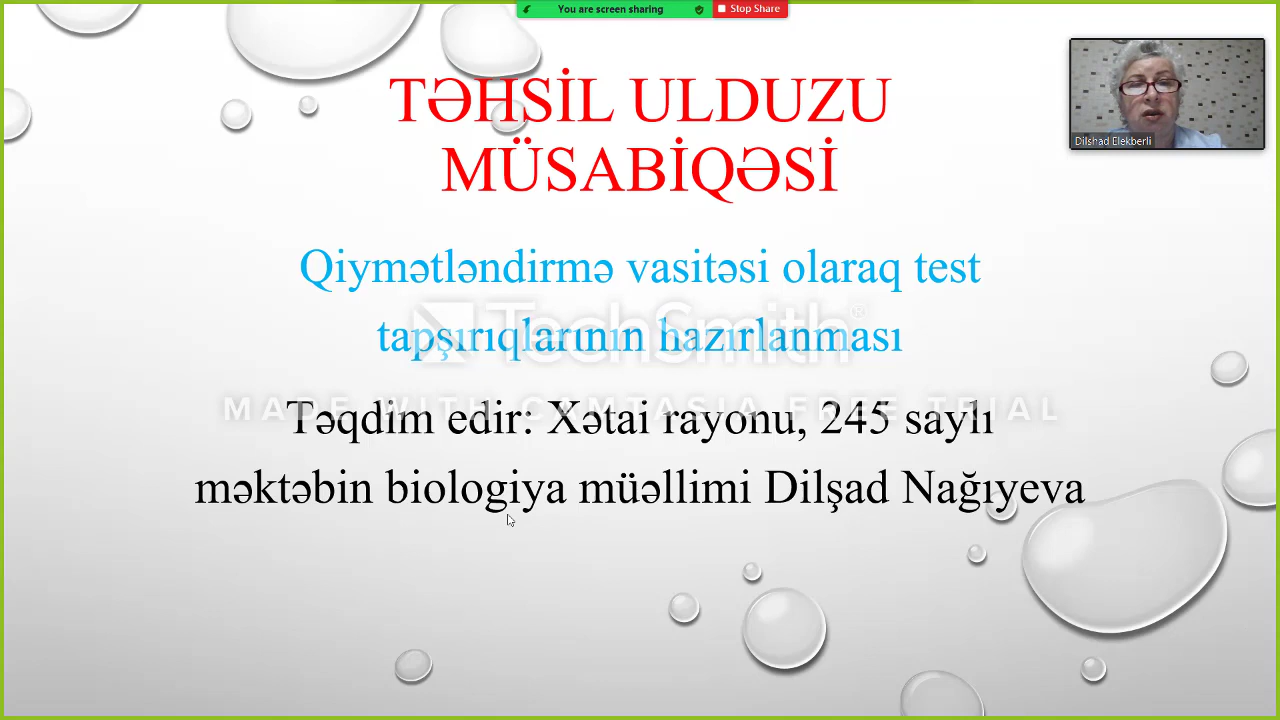 You are screen sharing
Stop Share
TƏHSİL ULDUZU
MÜSABİQƏSİ
Dilshad Elekberli
Qiymətləndirmə vasitəsi olaraq test
tapşırıqlarının hazırlanması
TechSmith®
MADE WITH CAMTASIA FREE TRIAL
Təqdim edir: Xətai rayonu, 245 saylı
məktəbin biologiya müəllimi Dilşad Nağıyeva